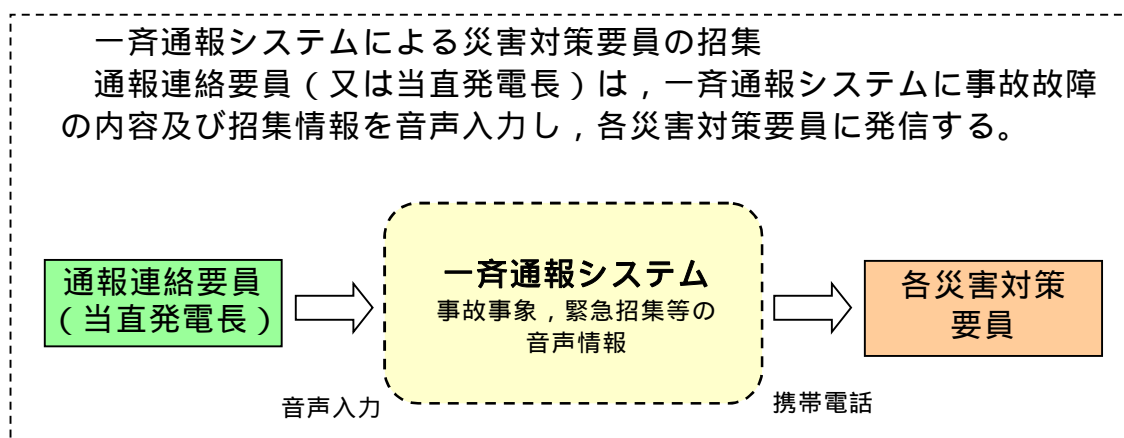 一斉通報システムによる災害対策要員の招集
通報連絡要員(又は当直発電長)は,一斉通報システムに事故故障
の内容及び招集情報を音声入力し,各災害対策要員に発信する。
通報連絡要員
(当直発電長)
一斉通報システム
事故事象,緊急招集等の
音声情報
各災害対策
要員
音声入力
携帯電話